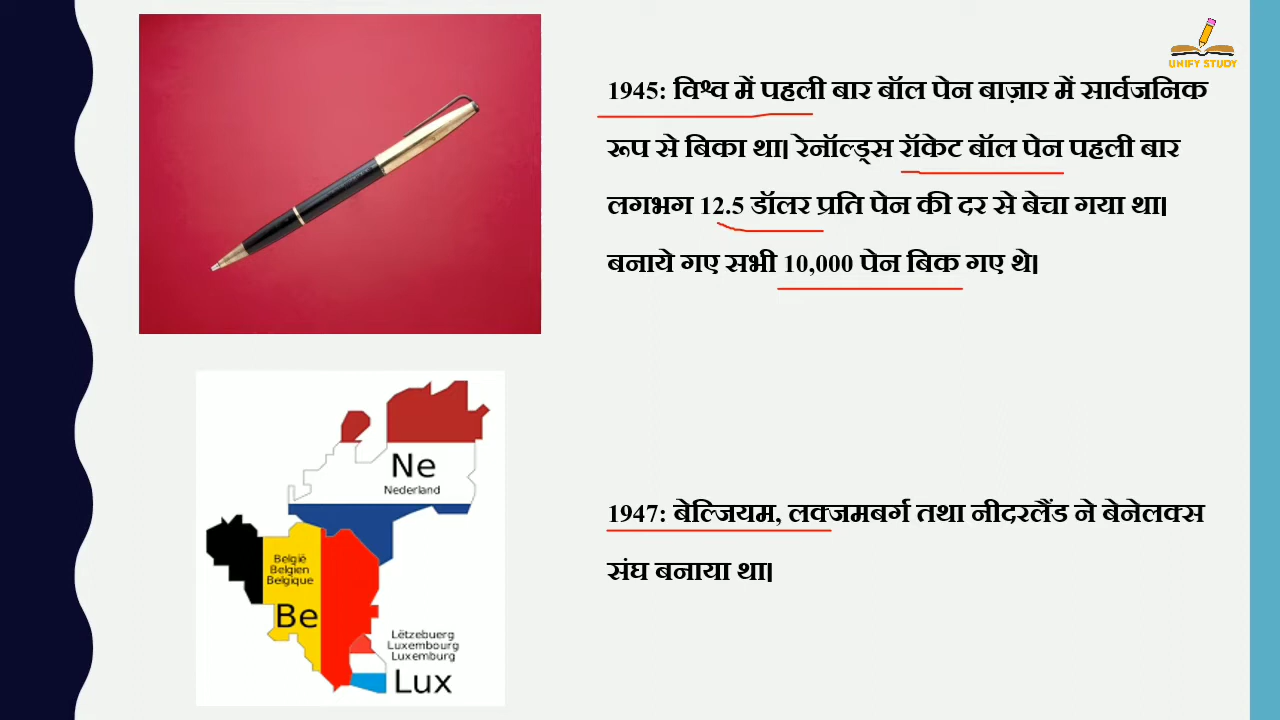 UNIFY STUDY
1945: विश्व में पहली बार बॉल पेन बाज़ार में सार्वजनिक
रूप से बिका था। रेनॉल्ड्स रॉकेट बॉल पेन पहली बार
लगभग 12.5 डॉलर प्रति पेन की दर से बेचा गया था।
बनाये गए सभी 10,000 पेन बिक गए थे।
Ne
Nederland
België
Belgien
Belgique
Be
Lëtzebuerg
Luxembourg
Luxemburg
Lux
1947: बेल्जियम, लक्जमबर्ग तथा नीदरलैंड ने बेनेलक्स
संघ बनाया था।